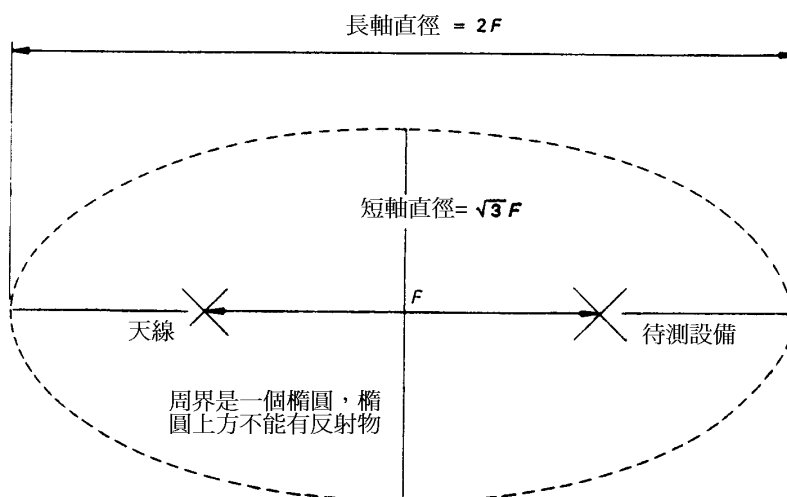 長軸直徑 = 2F
短軸直徑= √3 F
F
天線
待測設備
周界是一個橢圓，橢
圓上方不能有反射物